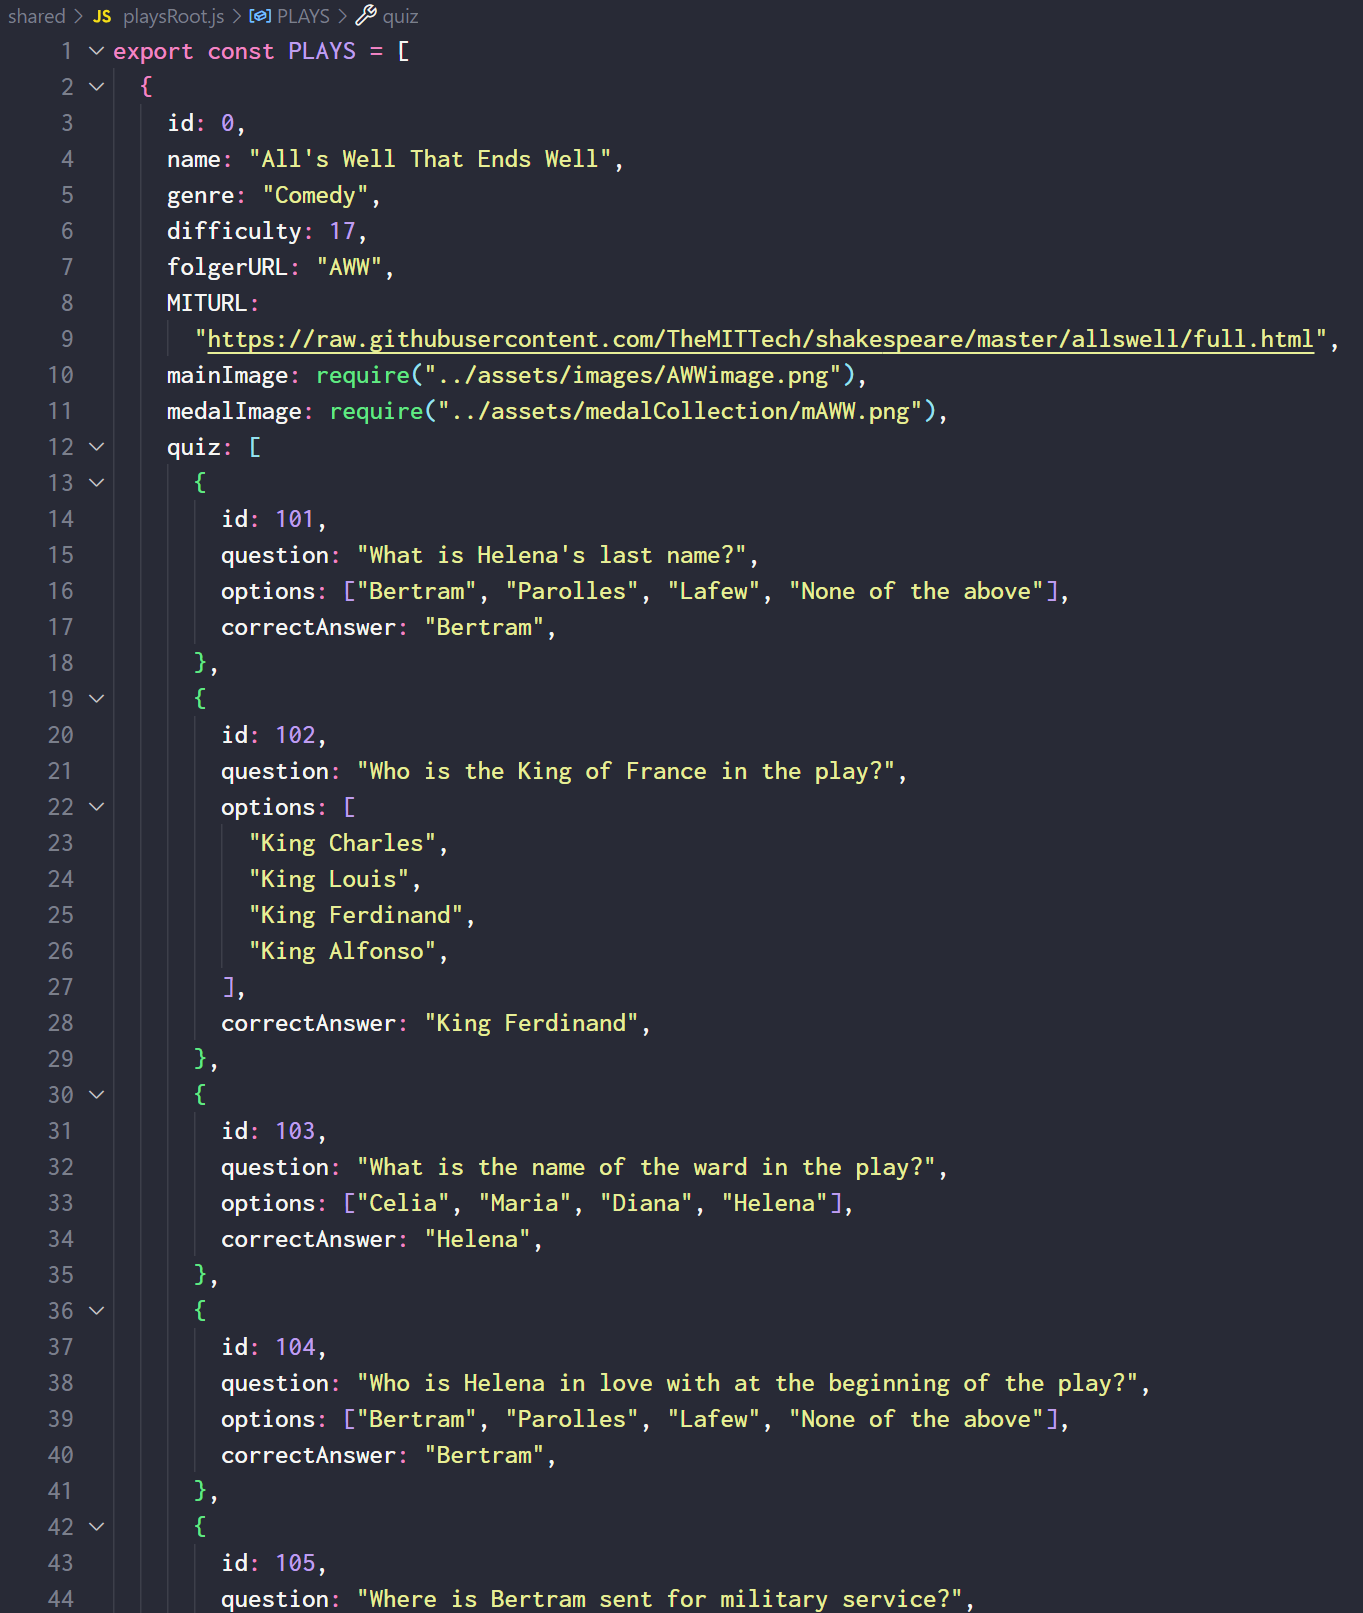 shared > JS playsRoot.js > PLAYS > quiz
1 export const PLAYS = [
2 {
3 id: 0,
4 name: "All's Well That Ends Well",
5 genre: "Comedy",
6 difficulty: 17,
7 folgerURL: "AWW",
8 MITURL:
9 "https://raw.githubusercontent.com/TheMITTech/shakespeare/master/allswell/full.html",
10 mainImage: require("../assets/images/AWWimage.png"),
11 medalImage: require("../assets/medalCollection/mAWW.png"),
12 quiz: [
13 {
14 id: 101,
15 question: "What is Helena's last name?",
16 options: ["Bertram", "Parolles", "Lafew", "None of the above"],
17 correctAnswer: "Bertram",
18 },
19 {
20 id: 102,
21 question: "Who is the King of France in the play?",
22 options: [
23 "King Charles",
24 "King Louis",
25 "King Ferdinand",
26 "King Alfonso",
27 ],
28 correctAnswer: "King Ferdinand",
29 },
30 {
31 id: 103,
32 question: "What is the name of the ward in the play?",
33 options: ["Celia", "Maria", "Diana", "Helena"],
34 correctAnswer: "Helena",
35 },
36 {
37 id: 104,
38 question: "Who is Helena in love with at the beginning of the play?",
39 options: ["Bertram", "Parolles", "Lafew", "None of the above"],
40 correctAnswer: "Bertram",
41 },
42 {
43 id: 105,
44 question: "Where is Bertram sent for military service?",